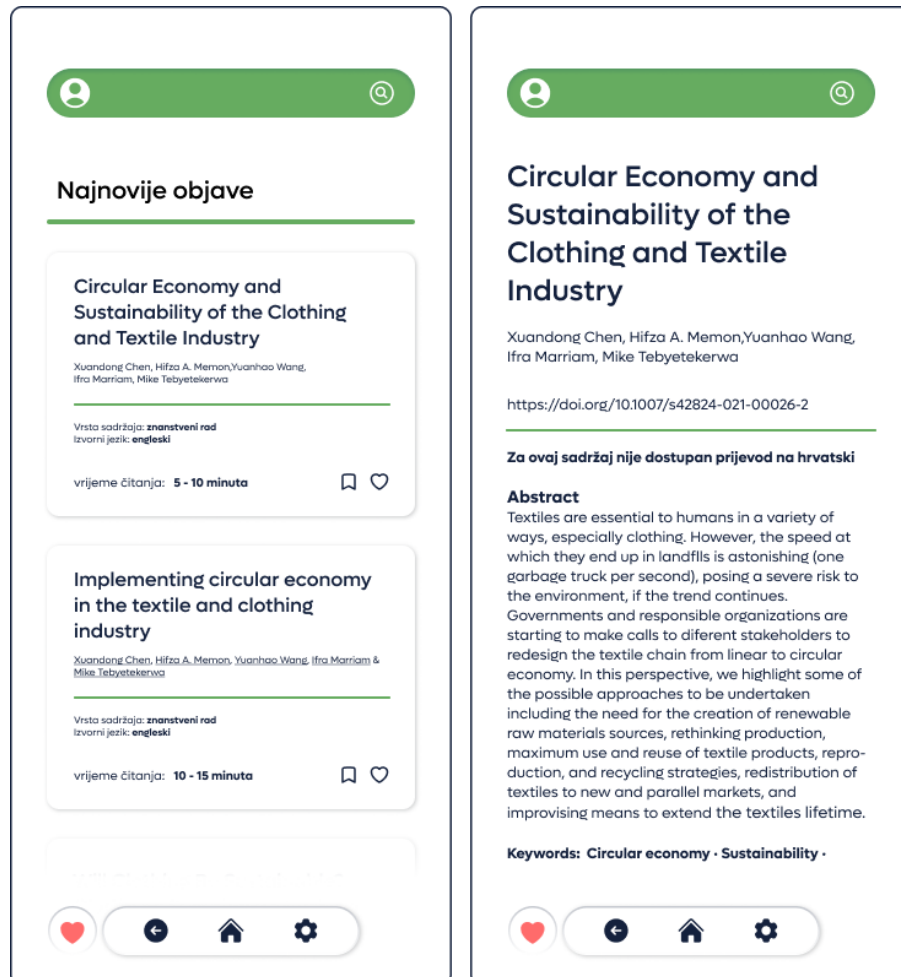 Najnovije objave
Circular Economy and
Sustainability of the Clothing
and Textile Industry
Xuandong Chen, Hifza A. Memon,Yuanhao Wang,
Ifra Marriam, Mike Tebyetekerwa
Vrsta sadržaja: znanstveni rad
Izvorni jezik: engleski
vrijeme čitanja: 5 - 10 minuta
Implementing circular economy
in the textile and clothing
industry
Xuandong Chen, Hifza A. Memon, Yuanhao Wang, Ifra Marriam &
Mike Tebyetekerwa
Vrsta sadržaja: znanstveni rad
Izvorni jezik: engleski
vrijeme čitanja: 10 - 15 minuta
Circular Economy and
Sustainability of the
Clothing and Textile
Industry
Xuandong Chen, Hifza A. Memon,Yuanhao Wang,
Ifra Marriam, Mike Tebyetekerwa
https://doi.org/10.1007/s42824-021-00026-2
Za ovaj sadržaj nije dostupan prijevod na hrvatski
Abstract
Textiles are essential to humans in a variety of
ways, especially clothing. However, the speed at
which they end up in landflls is astonishing (one
garbage truck per second), posing a severe risk to
the environment, if the trend continues.
Governments and responsible organizations are
starting to make calls to diferent stakeholders to
redesign the textile chain from linear to circular
economy. In this perspective, we highlight some of
the possible approaches to be undertaken
including the need for the creation of renewable
raw materials sources, rethinking production,
maximum use and reuse of textile products, repro-
duction, and recycling strategies, redistribution of
textiles to new and parallel markets, and
improvising means to extend the textiles lifetime.
Keywords: Circular economy · Sustainability ·